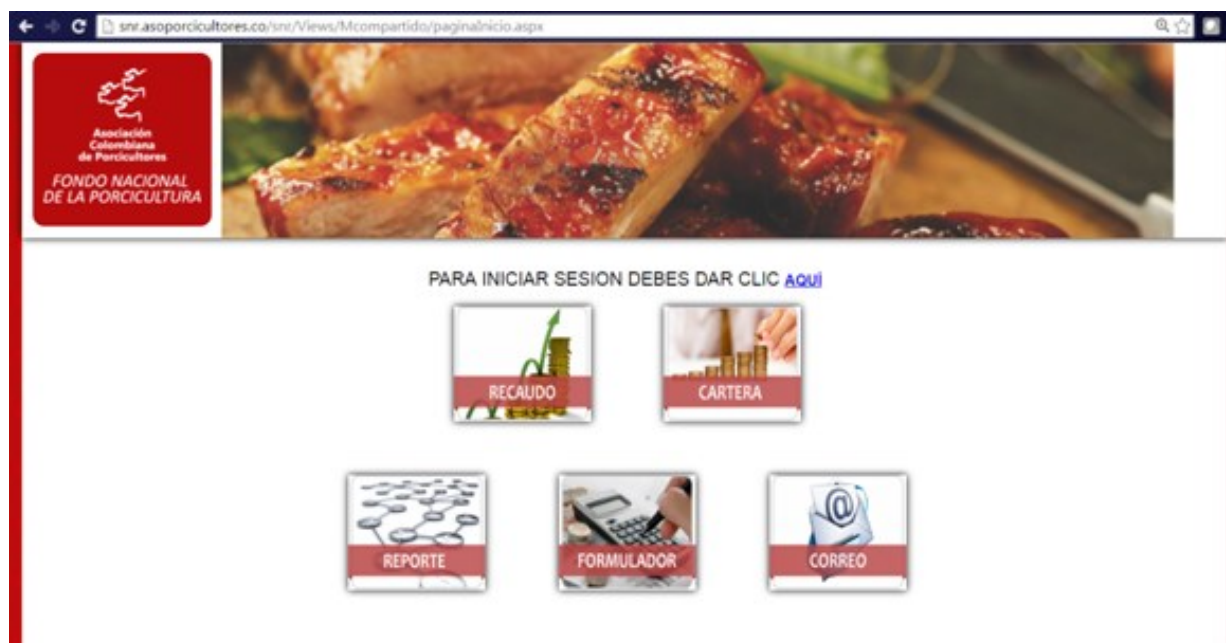 snr.asoporcicultores.co/snr/Views/Mcompartido/paginaInicio.aspx
Asociación
Colombiana
de Porcicultores
FONDO NACIONAL
DE LA PORCICULTURA
PARA INICIAR SESION DEBES DAR CLIC AQUÍ
RECAUDO
CARTERA
REPORTE
FORMULADOR
CORREO